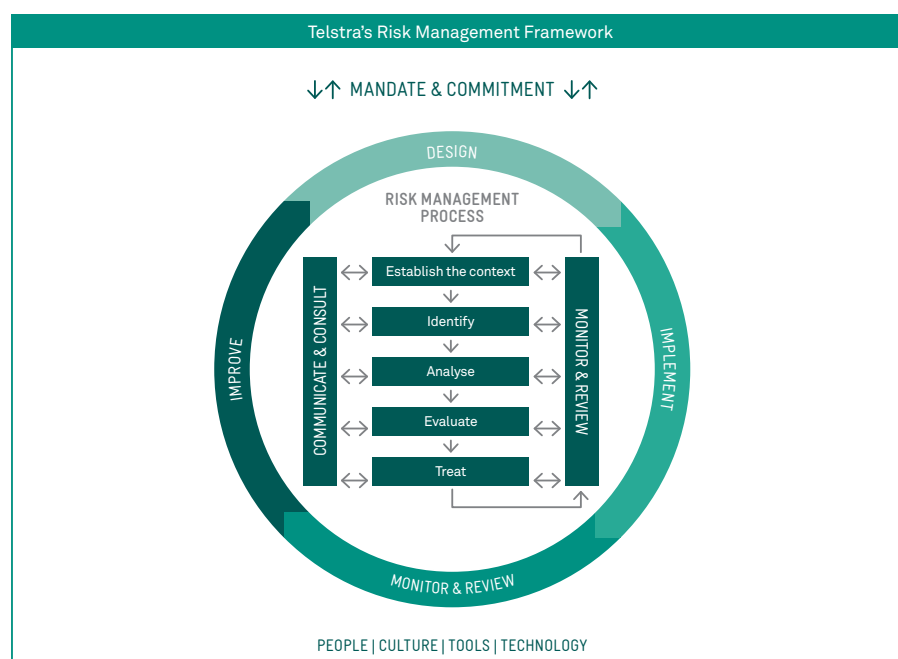 Telstra's Risk Management Framework
↓↑ MANDATE & COMMITMENT ↓↑
DESIGN
RISK MANAGEMENT
PROCESS
Establish the context
Identify
Analyse
Evaluate
Treat
COMMUNICATE & CONSULT
MONITOR & REVIEW
IMPROVE
IMPLEMENT
MONITOR & REVIEW
PEOPLE | CULTURE | TOOLS | TECHNOLOGY